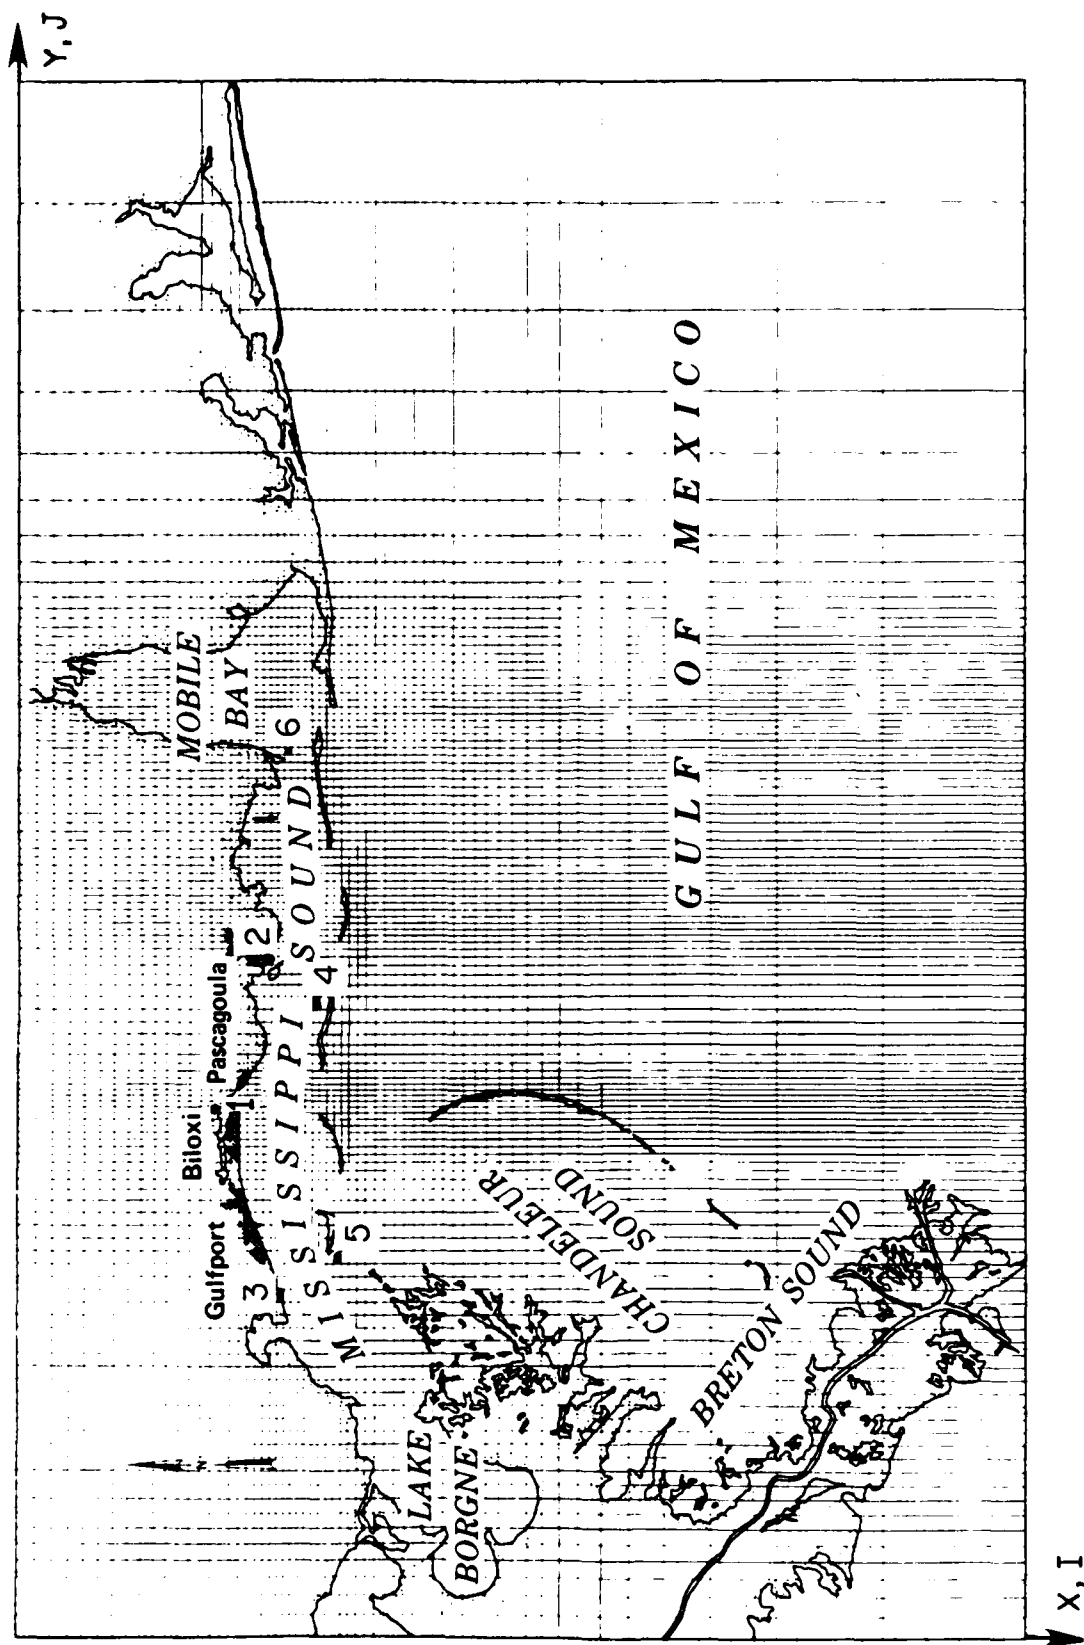 Y,J
MOBILE
BAY
Gulfport
Biloxi
Pascagoula
3
1
2
6
MISSISSIPPI SOUND
4
5
LAKE
BORGNE
CHANDELEUR
SOUND
BRETON SOUND
GULF OF MEXICO
X,I